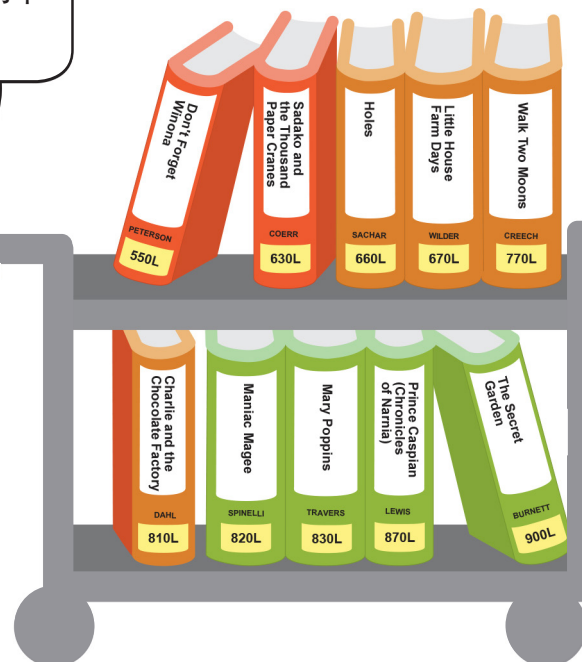 Don't Forget
Winona
PETERSON
550L
Sadako and
the Thousand
Paper Cranes
COERR
630L
Holes
SACHAR
660L
Little House
Farm Days
WILDER
670L
Walk Two Moons
CREECH
770L
Charlie and the
Chocolate Factory
DAHL
810L
Maniac Magee
SPINELLI
820L
Mary Poppins
TRAVERS
830L
Prince Caspian
(Chronicles
of Narnia)
LEWIS
870L
The Secret
Garden
BURNETT
900L